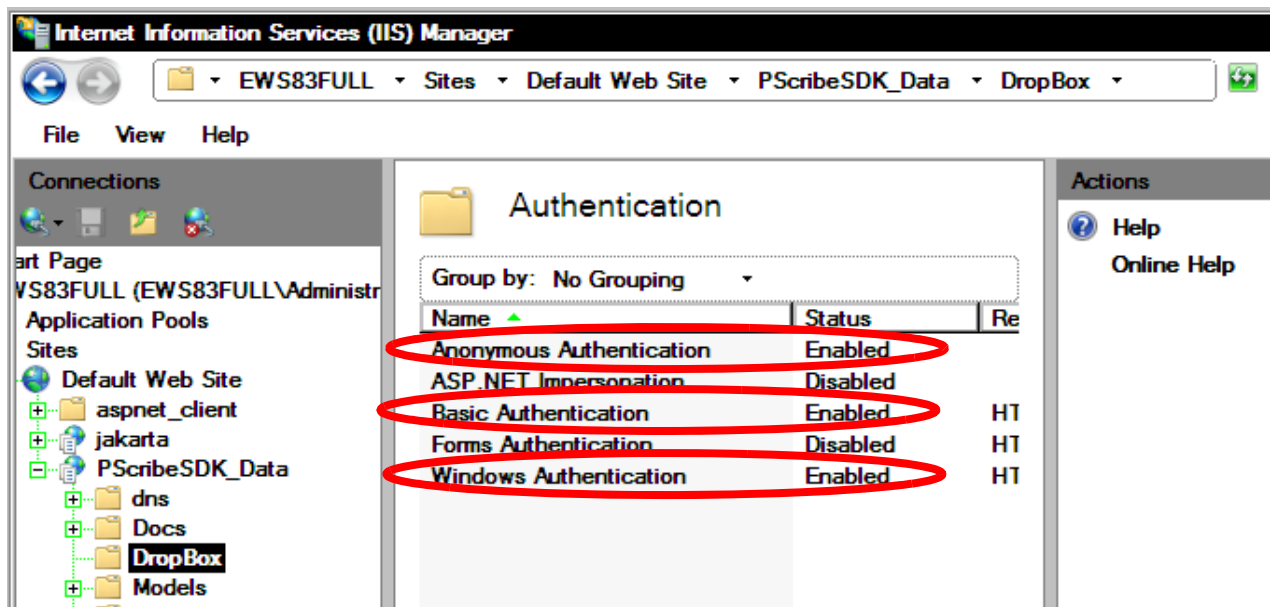 Internet Information Services (IIS) Manager
EWS83FULL Sites Default Web Site PScribeSDK_Data DropBox
File View Help
Connections
art Page
VS83FULL (EWS83FULL\Administr
Application Pools
Sites
Default Web Site
aspnet_client
jakarta
PScribeSDK_Data
dns
Docs
DropBox
Models
Authentication
Group by: No Grouping
Name Status Re
Anonymous Authentication Enabled
ASP.NET Impersonation Disabled
Basic Authentication Enabled HT
Forms Authentication Disabled HT
Windows Authentication Enabled HT
Actions
Help
Online Help